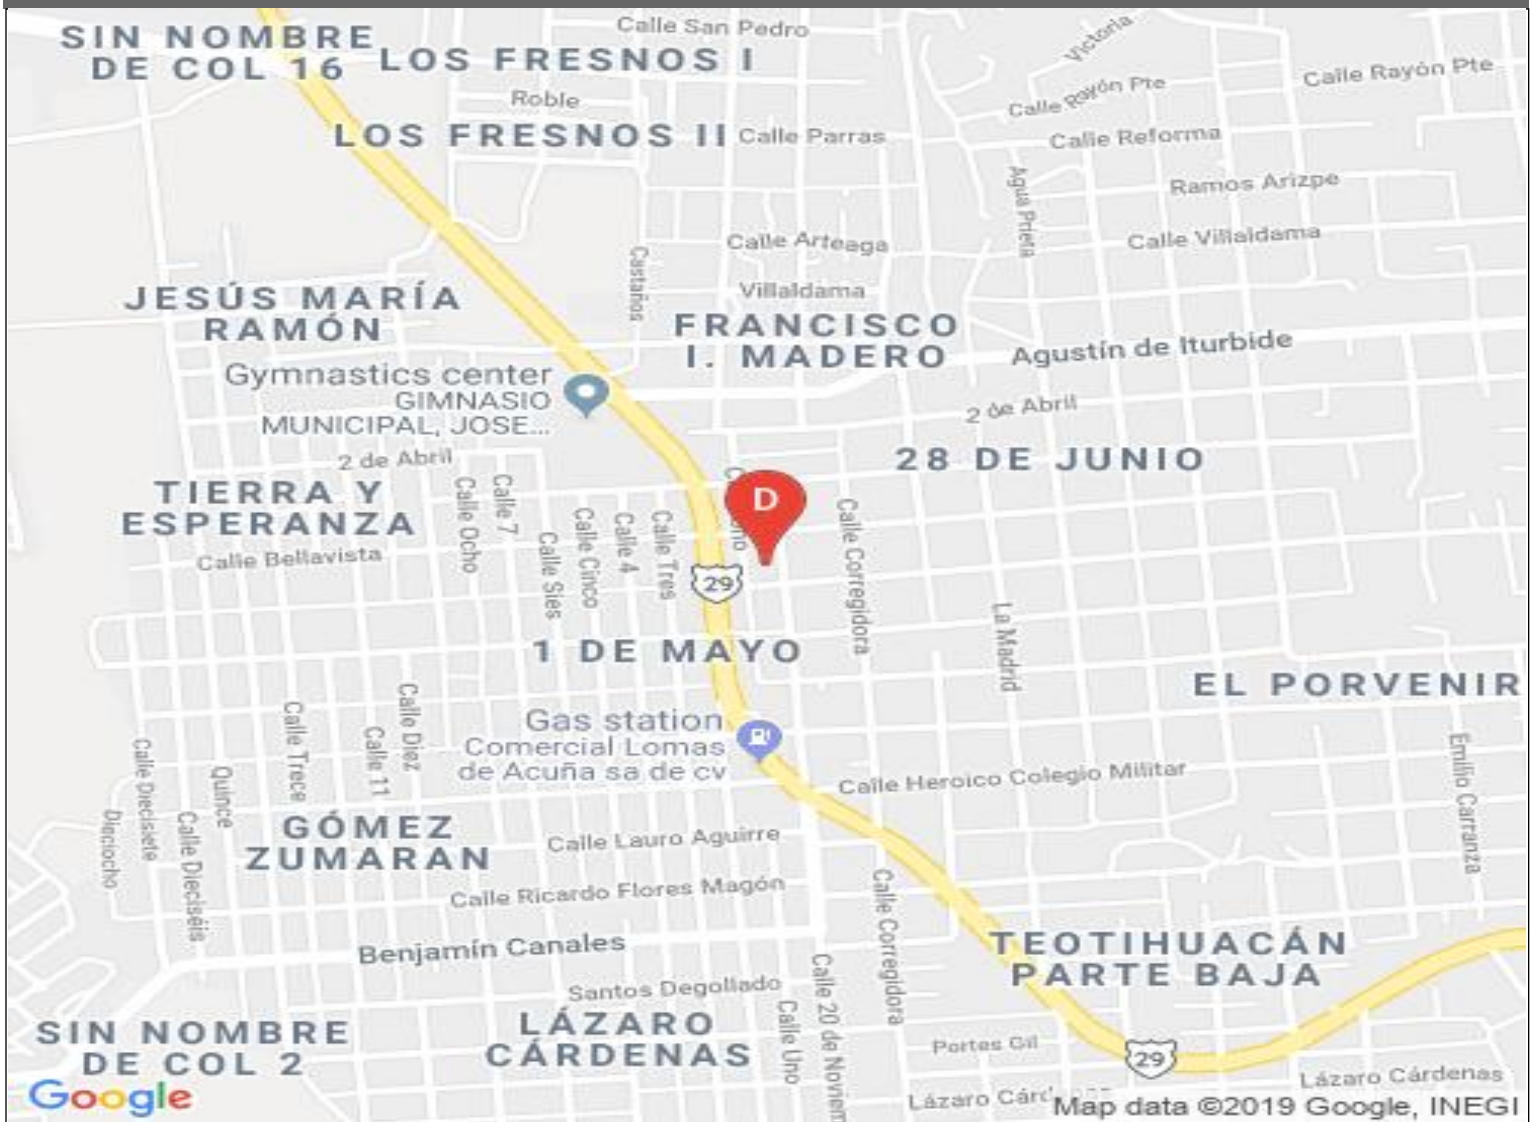 Calle San Pedro
Victoria
SIN NOMBRE
DE COL 16
LOS FRESNOS I
Calle Rayón Pte
Calle Rayón Pte
Roble
LOS FRESNOS II
Calle Parras
Calle Reforma
Agua Prieta
Ramos Arizpe
Calle Arteaga
Calle Villaldama
Castaños
Villaldama
JESÚS MARÍA
RAMÓN
FRANCISCO
I. MADERO
Agustín de Iturbide
Gymnastics center
GIMNASIO
MUNICIPAL, JOSE...
2 de Abril
2 de Abril
28 DE JUNIO
TIERRA Y
ESPERANZA
Calle Ocho
Calle 7
Calle Sies
Calle Cinco
Calle 4
Calle Tres
D
Calle Corregidora
Calle Bellavista
29
La Madrid
1 DE MAYO
EL PORVENIR
Calle Trece
Calle 11
Calle Diez
Gas station
Comercial Lomas
de Acuña sa de cv
Calle Diecisiete
Quince
Calle Heroico Colegio Militar
Emilio Carranza
Dieciocho
Calle Dieciséis
GÓMEZ
ZUMARAN
Calle Lauro Aguirre
Calle Ricardo Flores Magón
Calle Corregidora
Benjamín Canales
TEOTIHUACÁN
PARTE BAJA
Santos Degollado
Calle Uno
Calle 20 de Noviem
SIN NOMBRE
DE COL 2
LÁZARO
CÁRDENAS
Portes Gil
29
Lázaro Cárdenas
Google
Lázaro
Map data ©2019 Google, INEGI